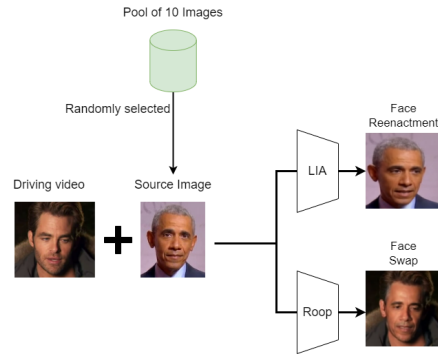 Pool of 10 Images
Randomly selected
Driving video
Source Image
LIA
Face
Reenactment
Roop
Face
Swap